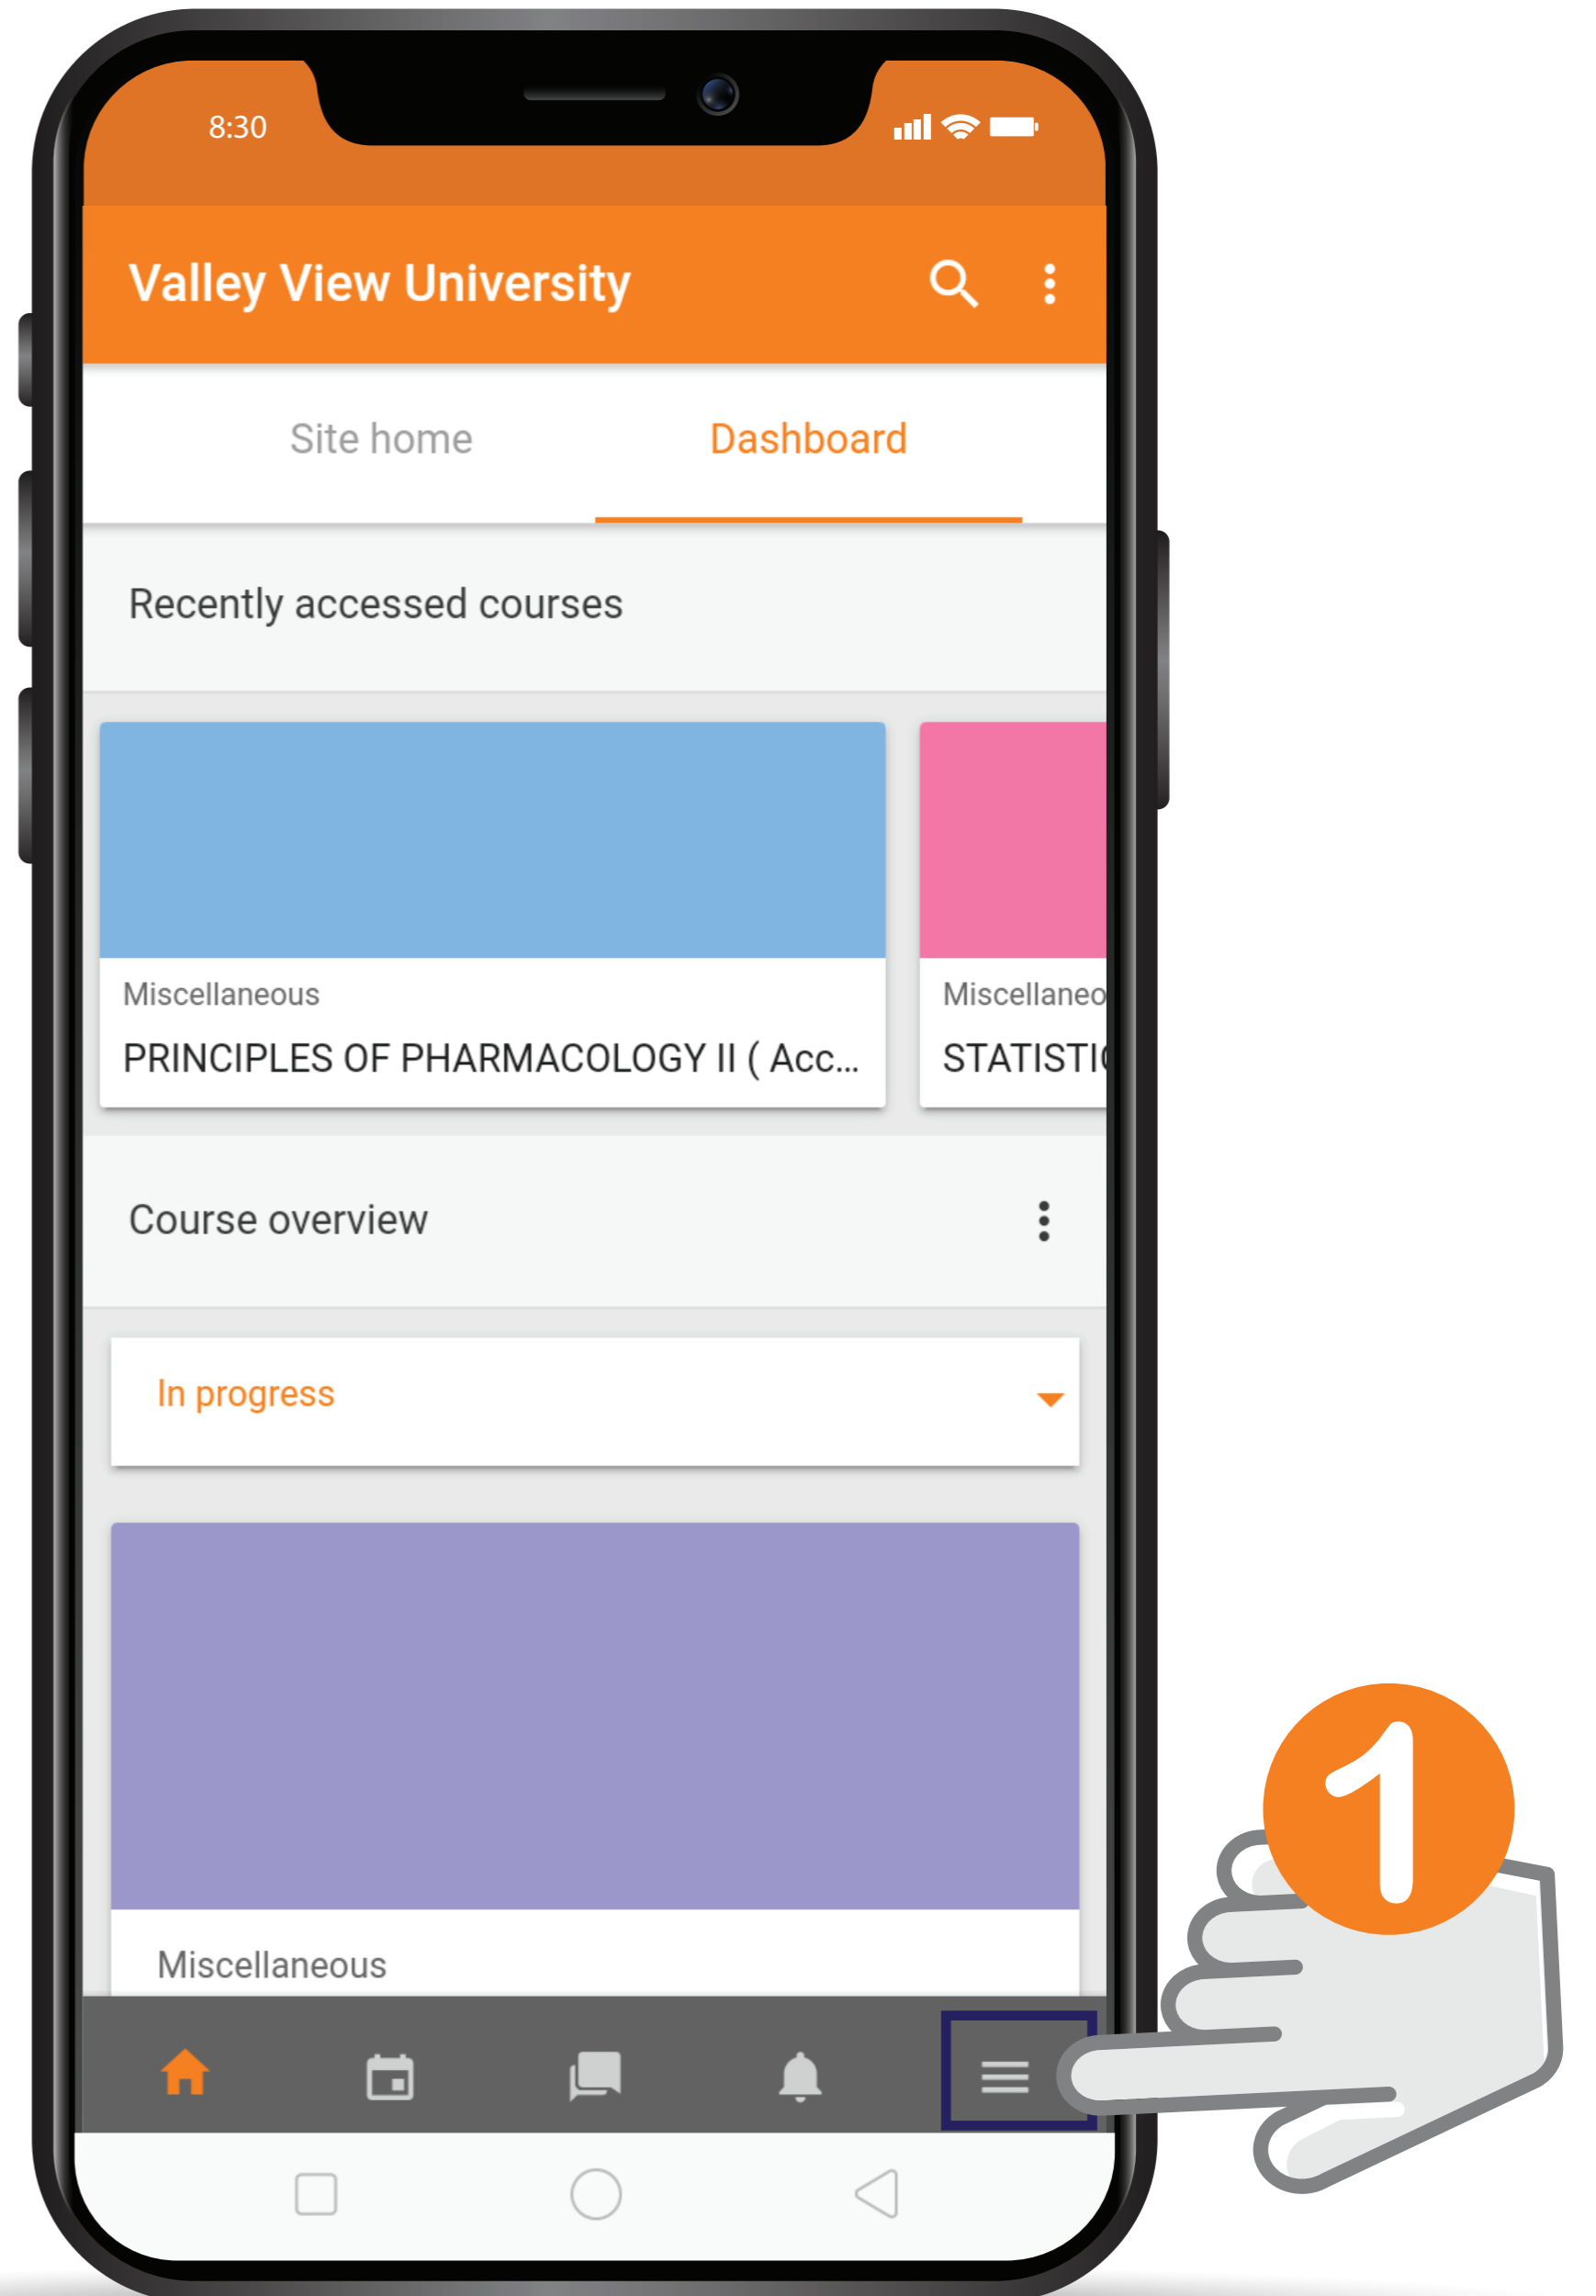 8:30
Valley View University
Site home Dashboard
Recently accessed courses
Miscellaneous Miscellaneo
PRINCIPLES OF PHARMACOLOGY II ( Acc... STATISTIC
Course overview
In progress
Miscellaneous
1